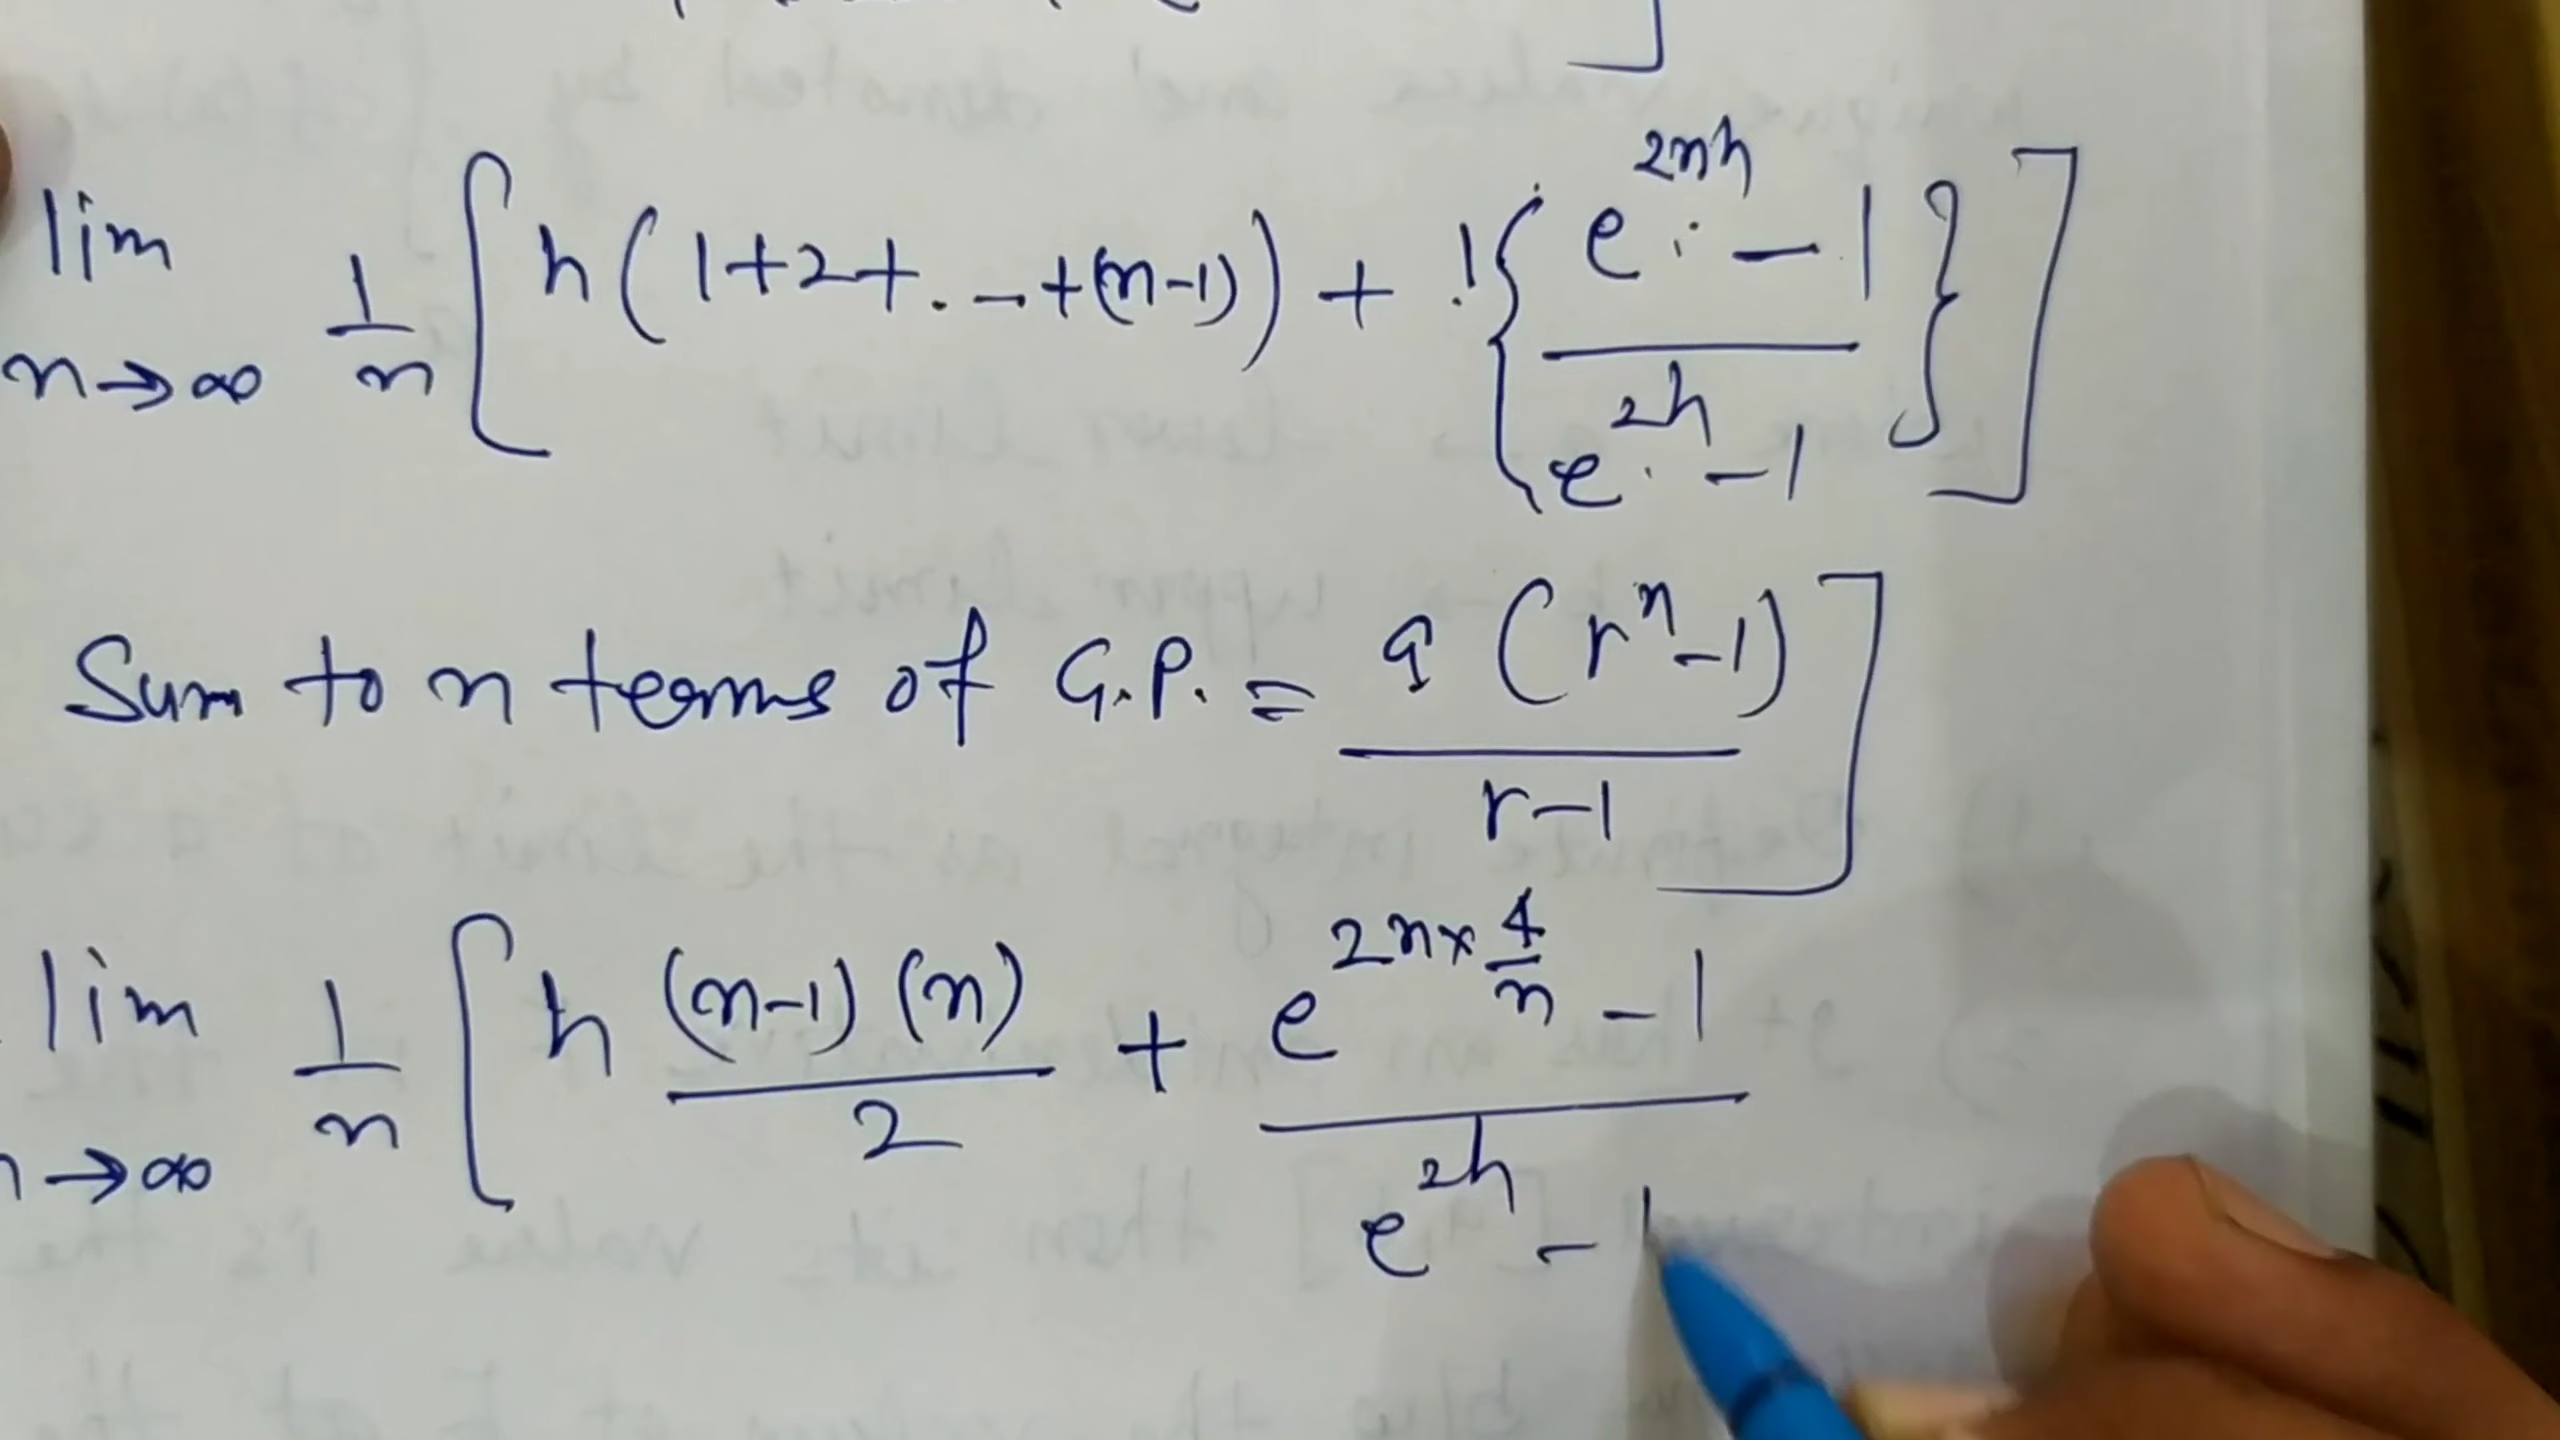 lim n→∞ 1/n [ h(1+2+...+(n-1)) + 1{ (e^{2nh} - 1) / (e^{2h} - 1) } ]
Sum to n terms of G.P. = a(r^n - 1) / (r-1) ]
lim n→∞ 1/n [ h (n-1)(n)/2 + (e^{2n×4/n} - 1) / (e^{2h} - 1)